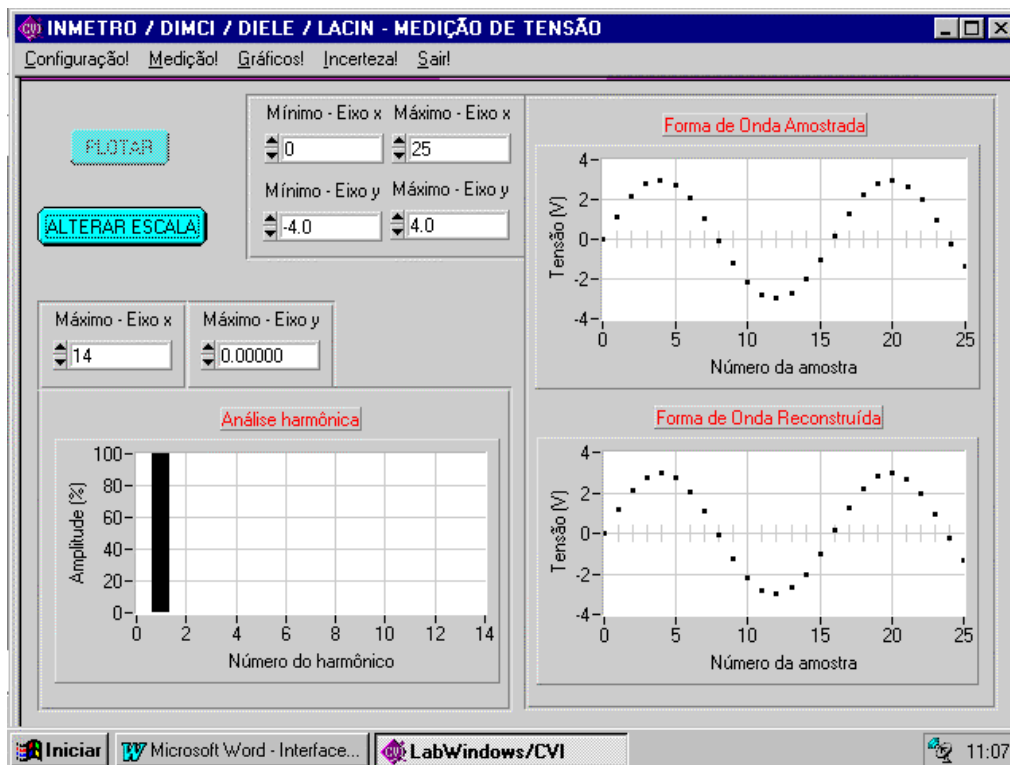 INMETRO / DIMCI / DIELE / LACIN - MEDIÇÃO DE TENSÃO
Configuração! Medição! Gráficos! Incerteza! Sair!
PLOTAR
ALTERAR ESCALA
Mínimo - Eixo x Máximo - Eixo x
0 25
Mínimo - Eixo y Máximo - Eixo y
-4.0 4.0
Máximo - Eixo x Máximo - Eixo y
14 0.00000
Análise harmônica
Amplitude (%)
100
80
60
40
20
0
0 2 4 6 8 10 12 14
Número do harmônico
Forma de Onda Amostrada
Tensão (V)
4
2
0
-2
-4
0 5 10 15 20 25
Número da amostra
Forma de Onda Reconstruída
Tensão (V)
4
2
0
-2
-4
0 5 10 15 20 25
Número da amostra
Iniciar Microsoft Word - Interface... LabWindows/CVI 11:07